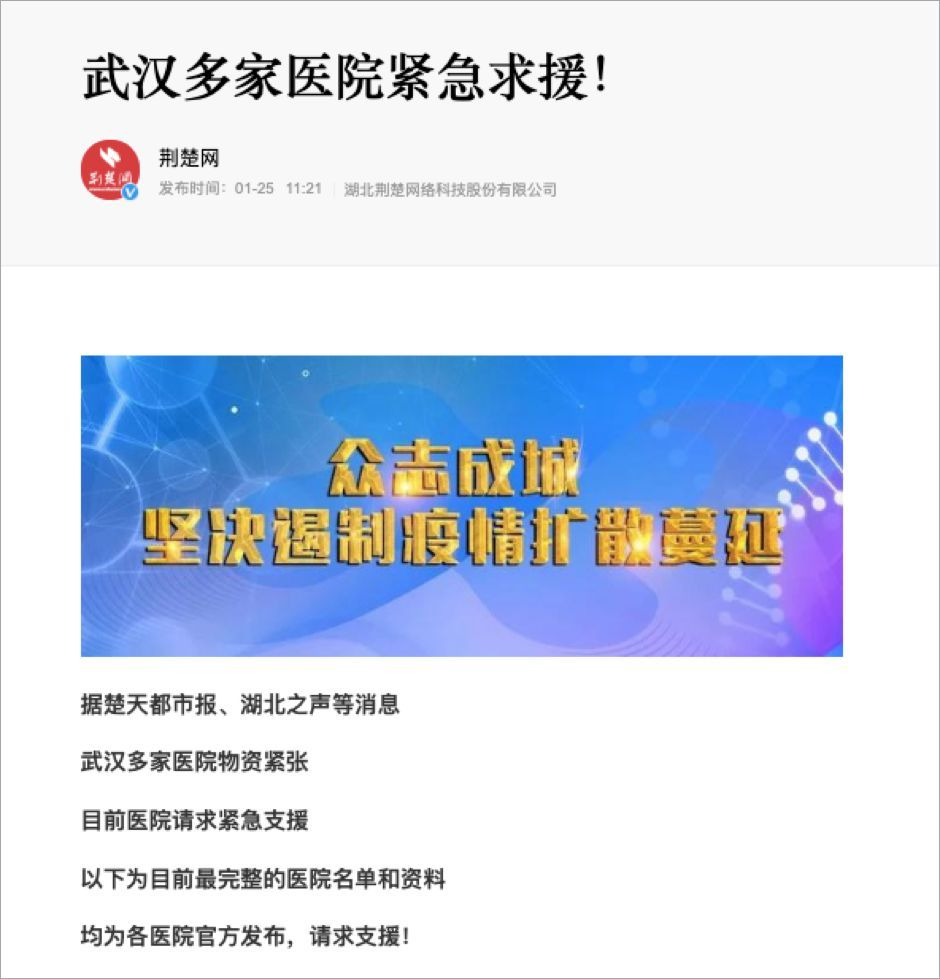 武汉多家医院紧急求援！
荆楚网
荆楚网
发布时间：01-25 11:21 湖北荆楚网络科技股份有限公司
众志成城
坚决遏制疫情扩散蔓延
据楚天都市报、湖北之声等消息
武汉多家医院物资紧张
目前医院请求紧急支援
以下为目前最完整的医院名单和资料
均为各医院官方发布，请求支援！